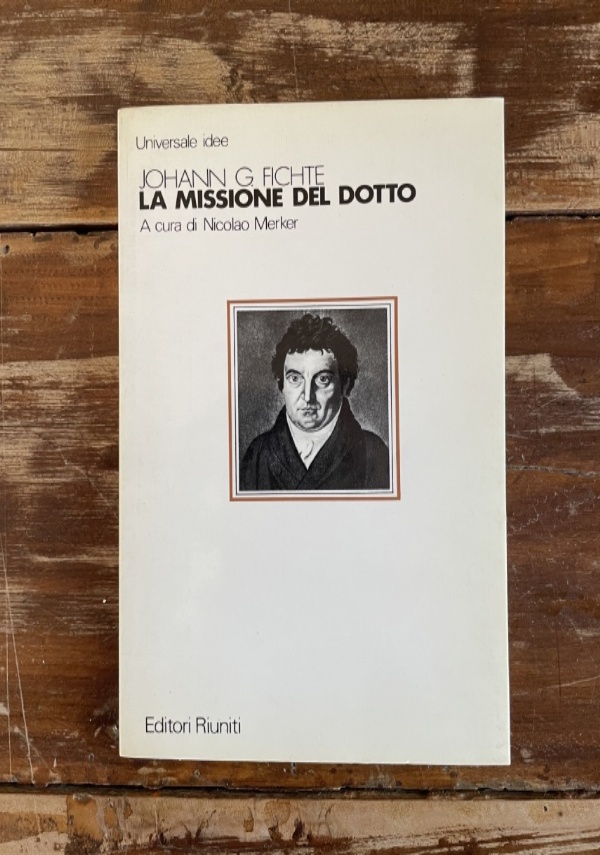 Universale idee
JOHANN G. FICHTE
LA MISSIONE DEL DOTTO
A cura di Nicolao Merker
Editori Riuniti